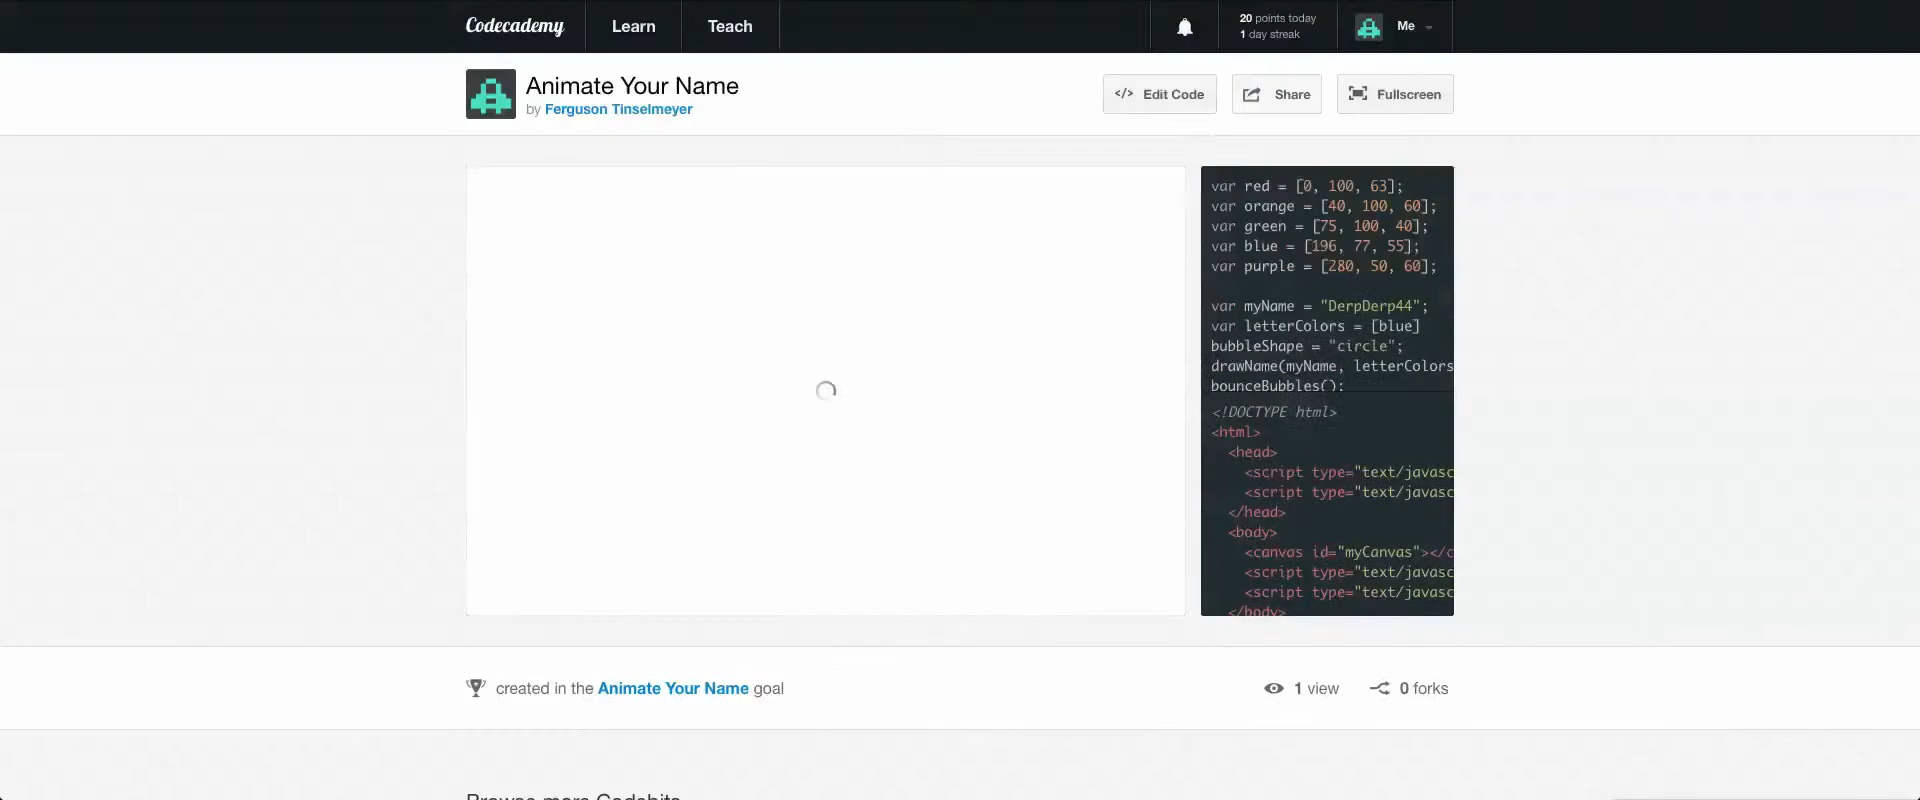 Codecademy
Learn
Teach
20 points today
1 day streak
Me
Animate Your Name
by Ferguson Tinselmeyer
</> Edit Code
Share
Fullscreen
var red = [0, 100, 63];
var orange = [40, 100, 60];
var green = [75, 100, 40];
var blue = [196, 77, 55];
var purple = [280, 50, 60];
var myName = "DerpDerp44";
var letterColors = [blue]
bubbleShape = "circle";
drawName(myName, letterColors
bounceBubbles();
<!DOCTYPE html>
<html>
<head>
<script type="text/javasc
<script type="text/javasc
</head>
<body>
<canvas id="myCanvas"></c
<script type="text/javasc
<script type="text/javasc
</body>
created in the Animate Your Name goal
1 view
0 forks
Browse more Codebits